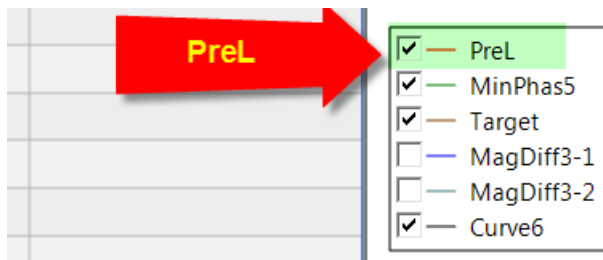 PreL
PreL
MinPhas5
Target
MagDiff3-1
MagDiff3-2
Curve6